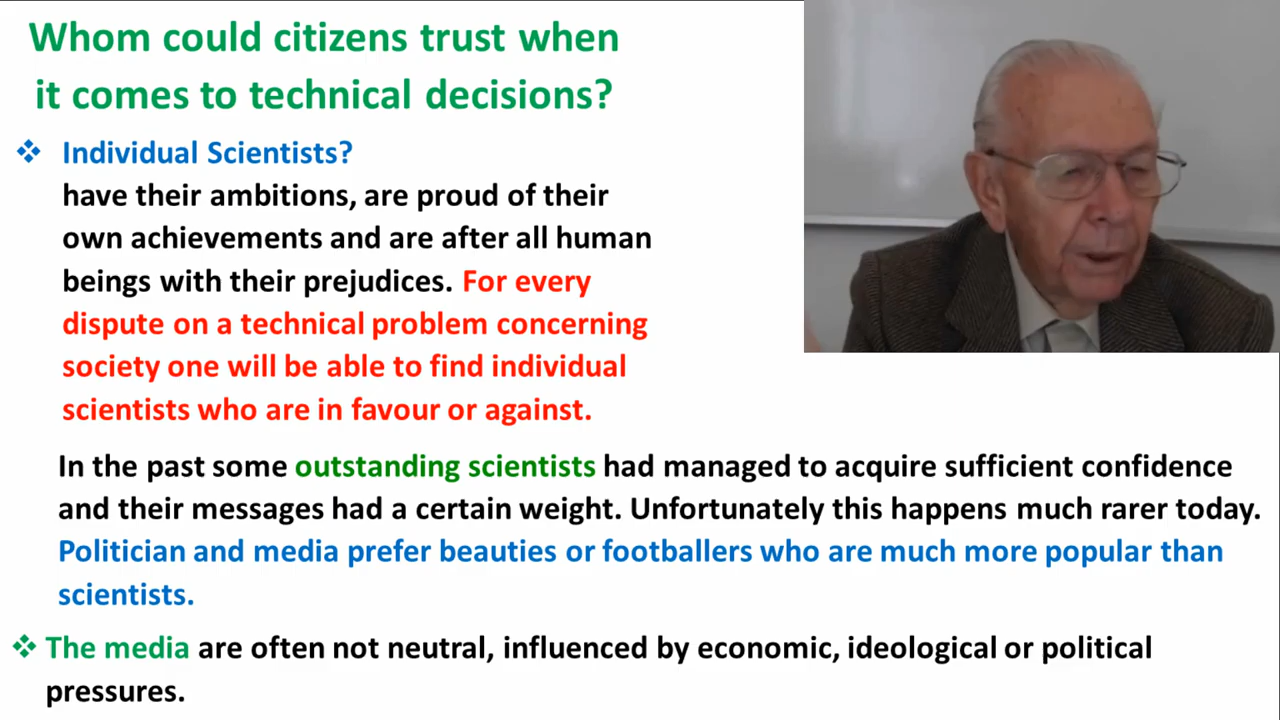 Whom could citizens trust when
it comes to technical decisions?
❖ Individual Scientists?
have their ambitions, are proud of their
own achievements and are after all human
beings with their prejudices. For every
dispute on a technical problem concerning
society one will be able to find individual
scientists who are in favour or against.
In the past some outstanding scientists had managed to acquire sufficient confidence
and their messages had a certain weight. Unfortunately this happens much rarer today.
Politician and media prefer beauties or footballers who are much more popular than
scientists.
❖ The media are often not neutral, influenced by economic, ideological or political
pressures.